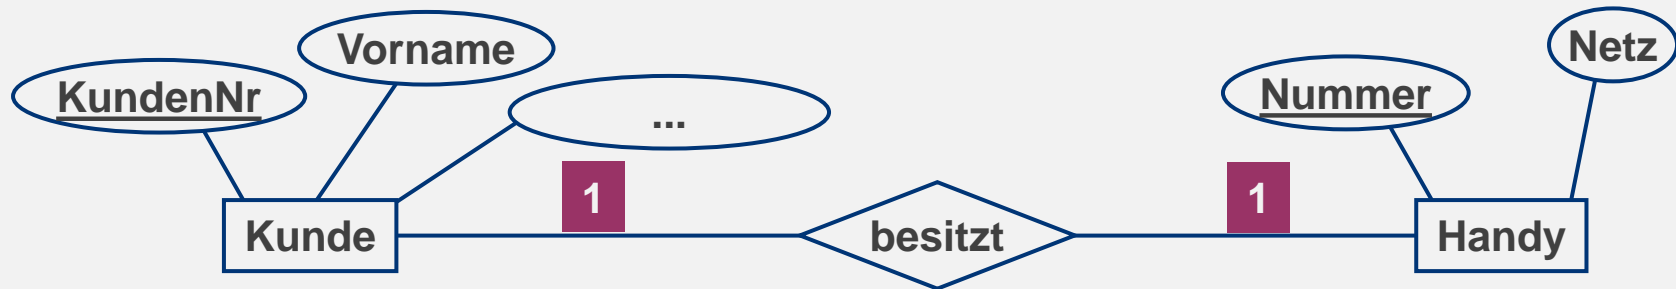 Vorname
Netz
KundenNr
...
Nummer
1
1
Kunde
besitzt
Handy